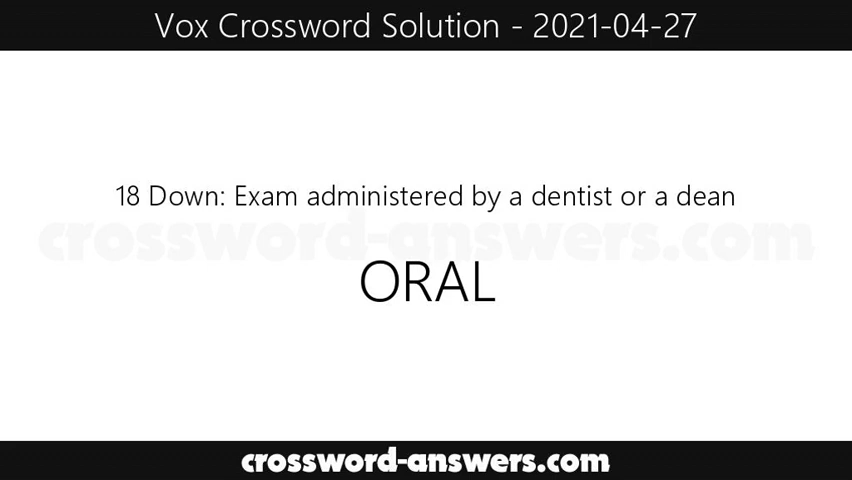 Vox Crossword Solution - 2021-04-27
18 Down: Exam administered by a dentist or a dean
crossword-answers.com
ORAL
crossword-answers.com